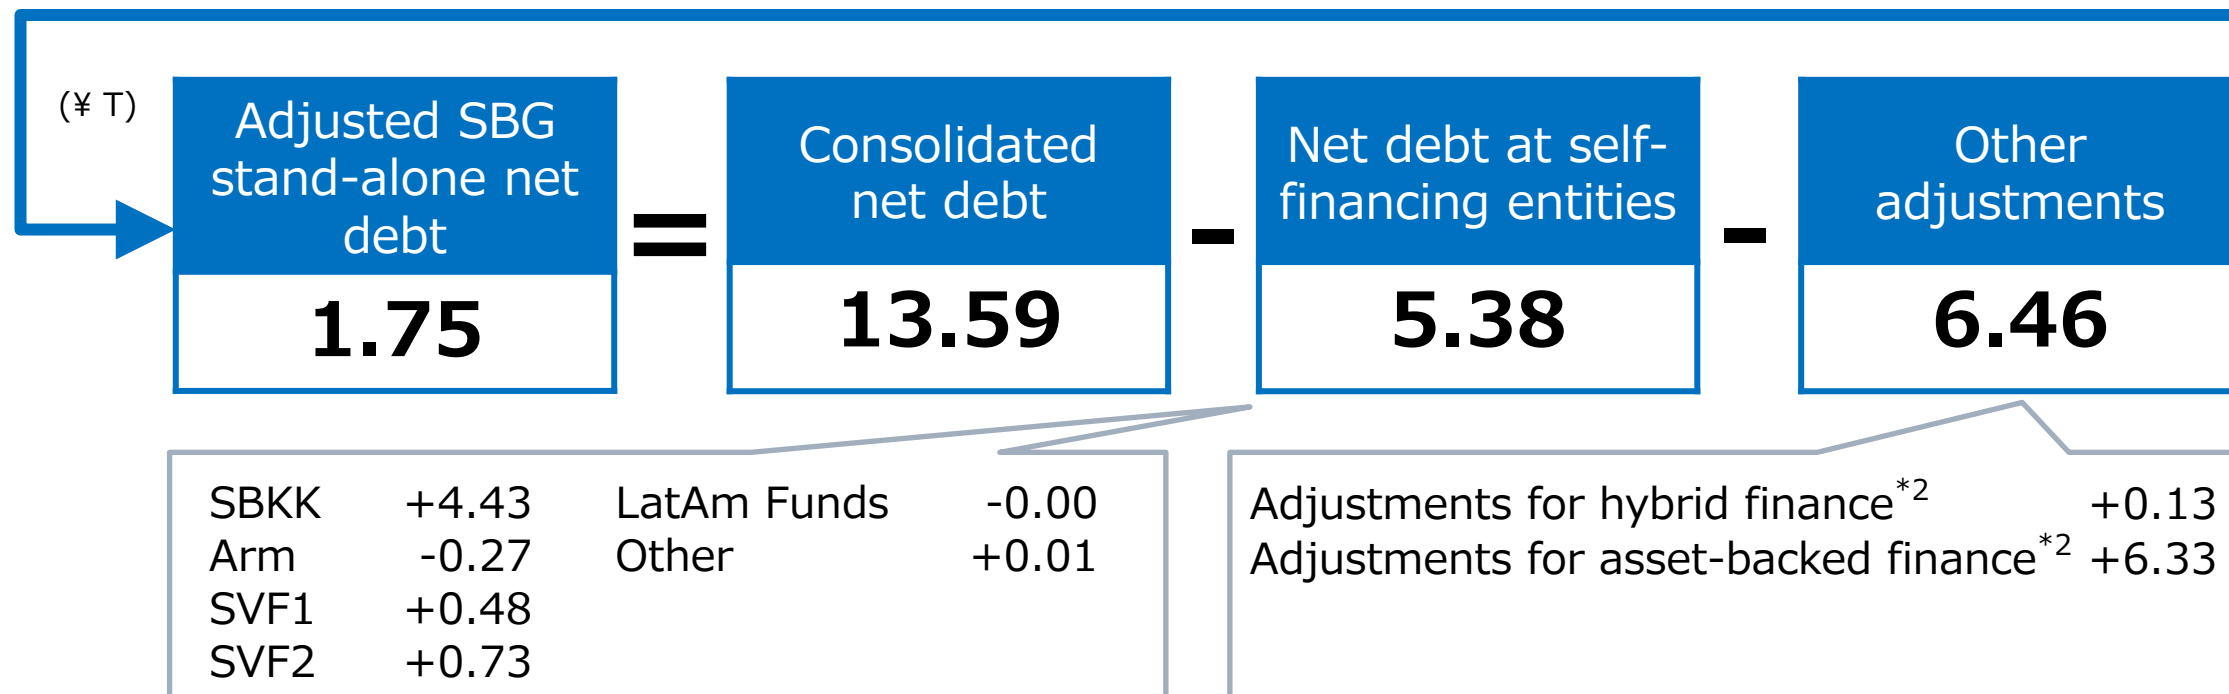 (¥ T)
Adjusted SBG
stand-alone net
debt
1.75
=
Consolidated
net debt
13.59
-
Net debt at self-
financing entities
5.38
-
Other
adjustments
6.46
SBKK +4.43 LatAm Funds -0.00
Arm -0.27 Other +0.01
SVF1 +0.48
SVF2 +0.73
Adjustments for hybrid finance*2 +0.13
Adjustments for asset-backed finance*2 +6.33